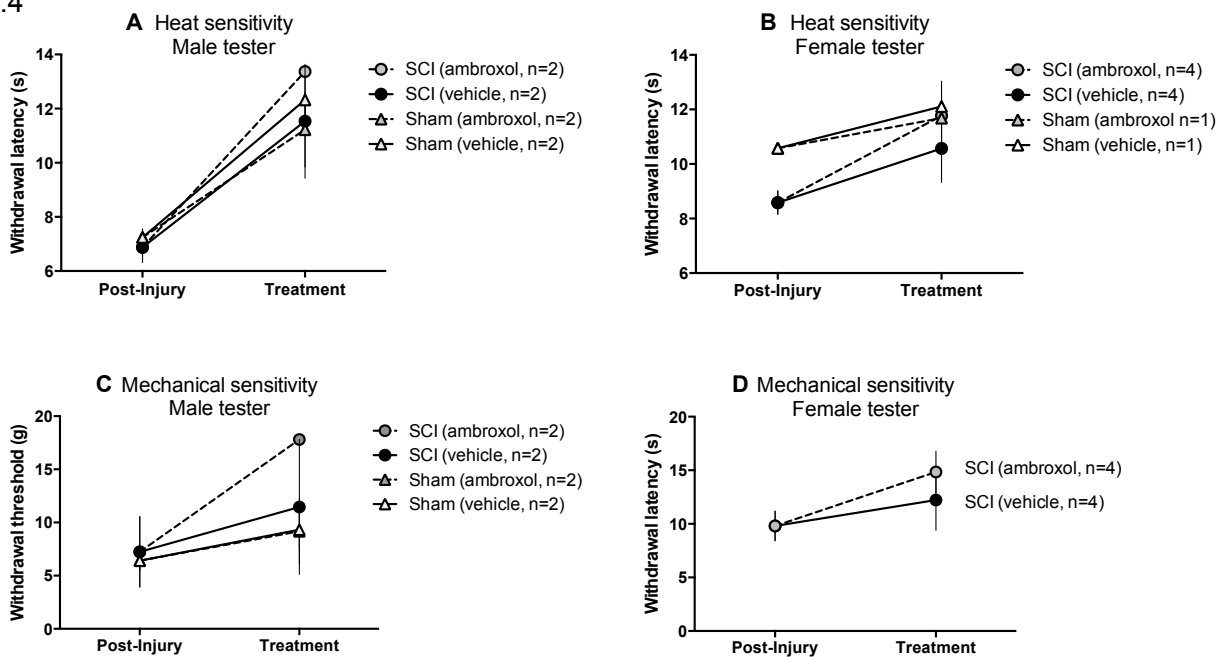 .4
A Heat sensitivity
Male tester
Withdrawal latency (s)
14
12
10
8
6
Post-Injury
Treatment
SCI (ambroxol, n=2)
SCI (vehicle, n=2)
Sham (ambroxol, n=2)
Sham (vehicle, n=2)
B Heat sensitivity
Female tester
Withdrawal latency (s)
14
12
10
8
6
Post-Injury
Treatment
SCI (ambroxol, n=4)
SCI (vehicle, n=4)
Sham (ambroxol n=1)
Sham (vehicle, n=1)
C Mechanical sensitivity
Male tester
Withdrawal threshold (g)
20
15
10
5
0
Post-Injury
Treatment
SCI (ambroxol, n=2)
SCI (vehicle, n=2)
Sham (ambroxol, n=2)
Sham (vehicle, n=2)
D Mechanical sensitivity
Female tester
Withdrawal latency (s)
20
15
10
5
0
Post-Injury
Treatment
SCI (ambroxol, n=4)
SCI (vehicle, n=4)